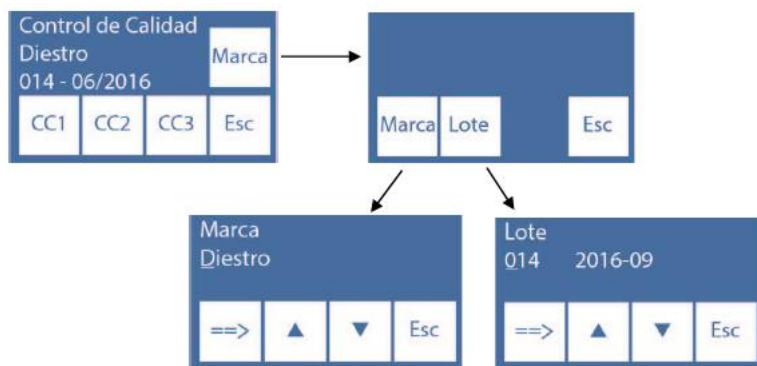 Control de Calidad
Diestro
Marca
014 - 06/2016
CC1 CC2 CC3 Esc
Marca Lote Esc
Marca
Diestro
==> ▲ ▼ Esc
Lote
014 2016-09
==> ▲ ▼ Esc